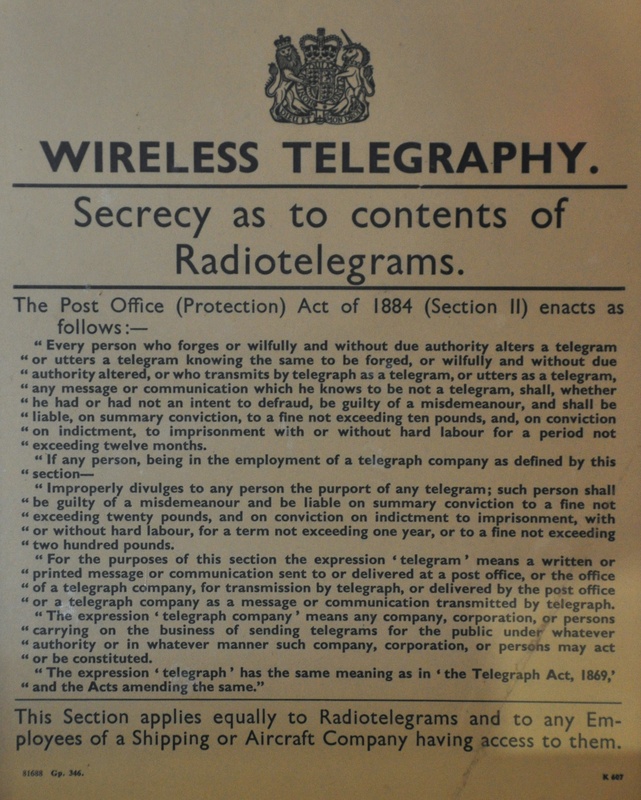 WIRELESS TELEGRAPHY.
Secrecy as to contents of
Radiotelegrams.
The Post Office (Protection) Act of 1884 (Section II) enacts as
follows:—
“ Every person who forges or wilfully and without due authority alters a telegram
“ or utters a telegram knowing the same to be forged, or wilfully and without due
“ authority altered, or who transmits by telegraph as a telegram, or utters as a telegram,
“ any message or communication which he knows to be not a telegram, shall, whether
“ he had or had not an intent to defraud, be guilty of a misdemeanour, and shall be
“ liable, on summary conviction, to a fine not exceeding ten pounds, and, on conviction
“ on indictment, to imprisonment with or without hard labour for a period not
“ exceeding twelve months.
“ If any person, being in the employment of a telegraph company as defined by this
“ section—
“ Improperly divulges to any person the purport of any telegram; such person shall
“ be guilty of a misdemeanour and be liable on summary conviction to a fine not
“ exceeding twenty pounds, and on conviction on indictment to imprisonment, with
“ or without hard labour, for a term not exceeding one year, or to a fine not exceeding
“ two hundred pounds.
“ For the purposes of this section the expression ‘ telegram ’ means a written or
“ printed message or communication sent to or delivered at a post office, or the office
“ of a telegraph company, for transmission by telegraph, or delivered by the post office
“ or a telegraph company as a message or communication transmitted by telegraph.
“ The expression ‘ telegraph company ’ means any company, corporation, or persons
“ carrying on the business of sending telegrams for the public under whatever
“ authority or in whatever manner such company, corporation, or persons may act
“ or be constituted.
“ The expression ‘ telegraph ’ has the same meaning as in ‘ the Telegraph Act, 1869,’
“ and the Acts amending the same.”
This Section applies equally to Radiotelegrams and to any Em-
ployees of a Shipping or Aircraft Company having access to them.
81688 Gp. 346.
K 607